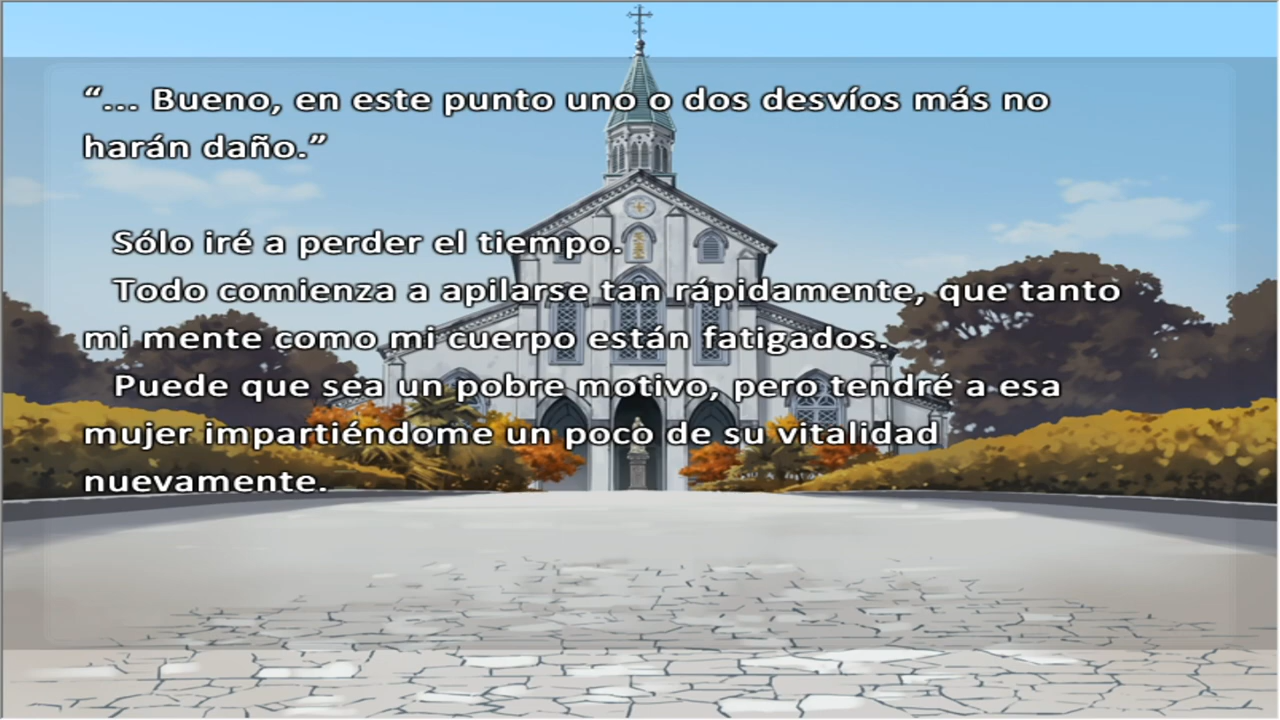 “... Bueno, en este punto uno o dos desvíos más no
harán daño.”
Sólo iré a perder el tiempo.
Todo comienza a apilarse tan rápidamente, que tanto
mi mente como mi cuerpo están fatigados.
Puede que sea un pobre motivo, pero tendré a esa
mujer impartiéndome un poco de su vitalidad
nuevamente.